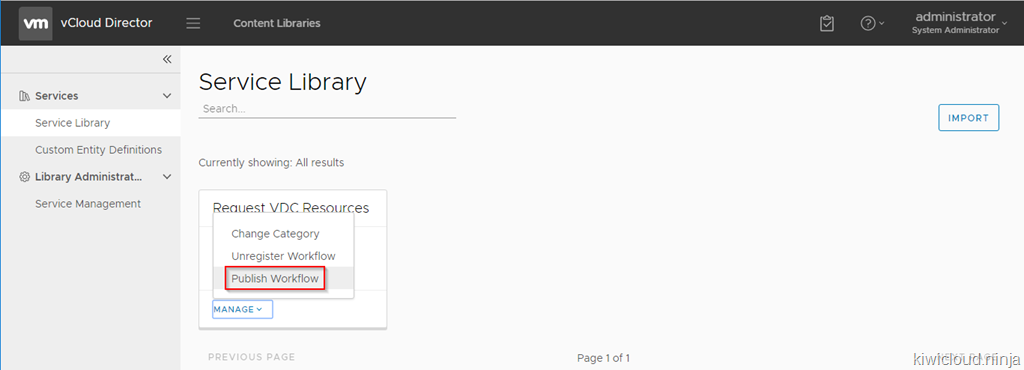 vm vCloud Director Content Libraries administrator
System Administrator
Services
Service Library
Custom Entity Definitions
Library Administrat...
Service Management
Service Library
Search...
IMPORT
Currently showing: All results
Request VDC Resources
Change Category
Unregister Workflow
Publish Workflow
MANAGE
PREVIOUS PAGE Page 1 of 1
kiwicloud.ninja